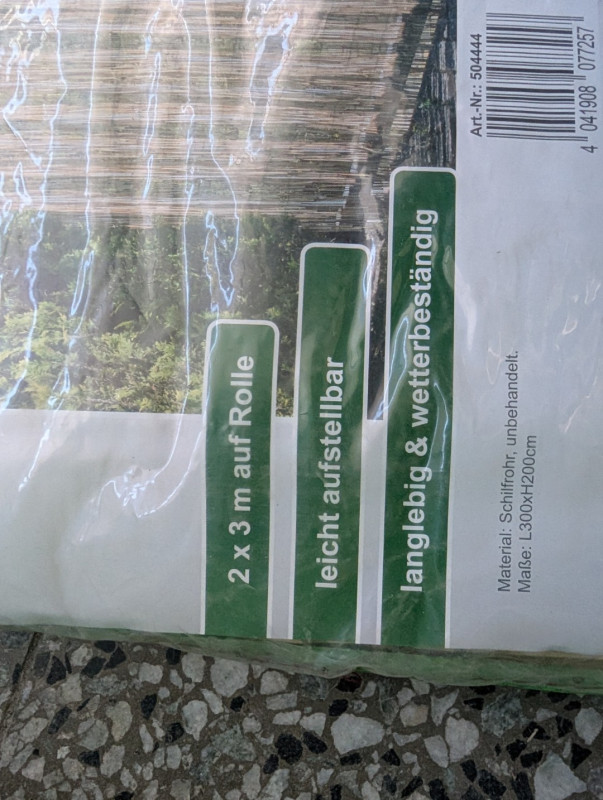 2 x 3 m auf Rolle
leicht aufstellbar
langlebig & wetterbeständig
Art.-Nr.: 504444
4 041908 077257
Material: Schilfrohr, unbehandelt.
Maße: L300xH200cm